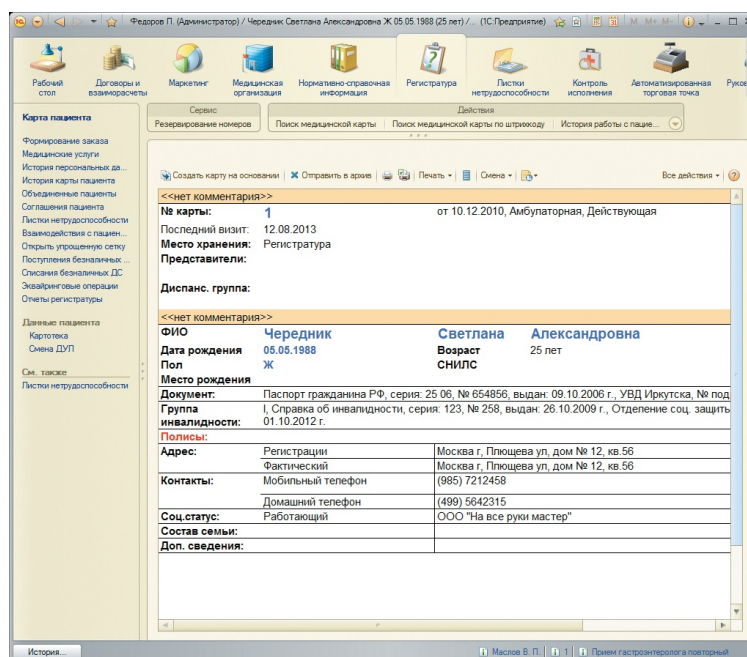 Федоров П. (Администратор) / Чередник Светлана Александровна Ж 05.05.1988 (25 лет) /... (1С:Предприятие)
M M+ M-
Рабочий стол
Договоры и взаиморасчеты
Маркетинг
Медицинская организация
Нормативно-справочная информация
Регистратура
Листки нетрудоспособности
Контроль исполнения
Автоматизированная торговая точка
Руков
Карта пациента
Сервис
Резервирование номеров
Действия
Поиск медицинской карты
Поиск медицинской карты по штрихкоду
История работы с пацие...
Формирование заказа
Медицинские услуги
История персональных да...
История карты пациента
Объединенные пациенты
Соглашения пациента
Листки нетрудоспособности
Взаимодействия с пациен...
Открыть упрощенную сетку
Поступления безналичных ...
Списания безналичных ДС
Эквайринговые операции
Отчеты регистратуры
Данные пациента
Картотека
Смена ДУЛ
См. также
Листки нетрудоспособности
Создать карту на основании
Отправить в архив
Печать
Смена
Все действия
<<нет комментария>>
№ карты: 1 от 10.12.2010, Амбулаторная, Действующая
Последний визит: 12.08.2013
Место хранения: Регистратура
Представители:
Диспанс. группа:
<<нет комментария>>
ФИО Чередник Светлана Александровна
Дата рождения 05.05.1988 Возраст 25 лет
Пол Ж СНИЛС
Место рождения
Документ: Паспорт гражданина РФ, серия: 25 06, № 654856, выдан: 09.10.2006 г., УВД Иркутска, № под
Группа инвалидности: I, Справка об инвалидности, серия: 123, № 258, выдан: 26.10.2009 г., Отделение соц. защить
01.10.2012 г.
Полисы:
Адрес: Регистрации Москва г, Плющева ул, дом № 12, кв.56
Фактический Москва г, Плющева ул, дом № 12, кв.56
Контакты: Мобильный телефон (985) 7212458
Домашний телефон (499) 5642315
Соц.статус: Работающий ООО "На все руки мастер"
Состав семьи:
Доп. сведения:
История...
Маслов В. П.
1
Прием гастроэнтеролога повторный